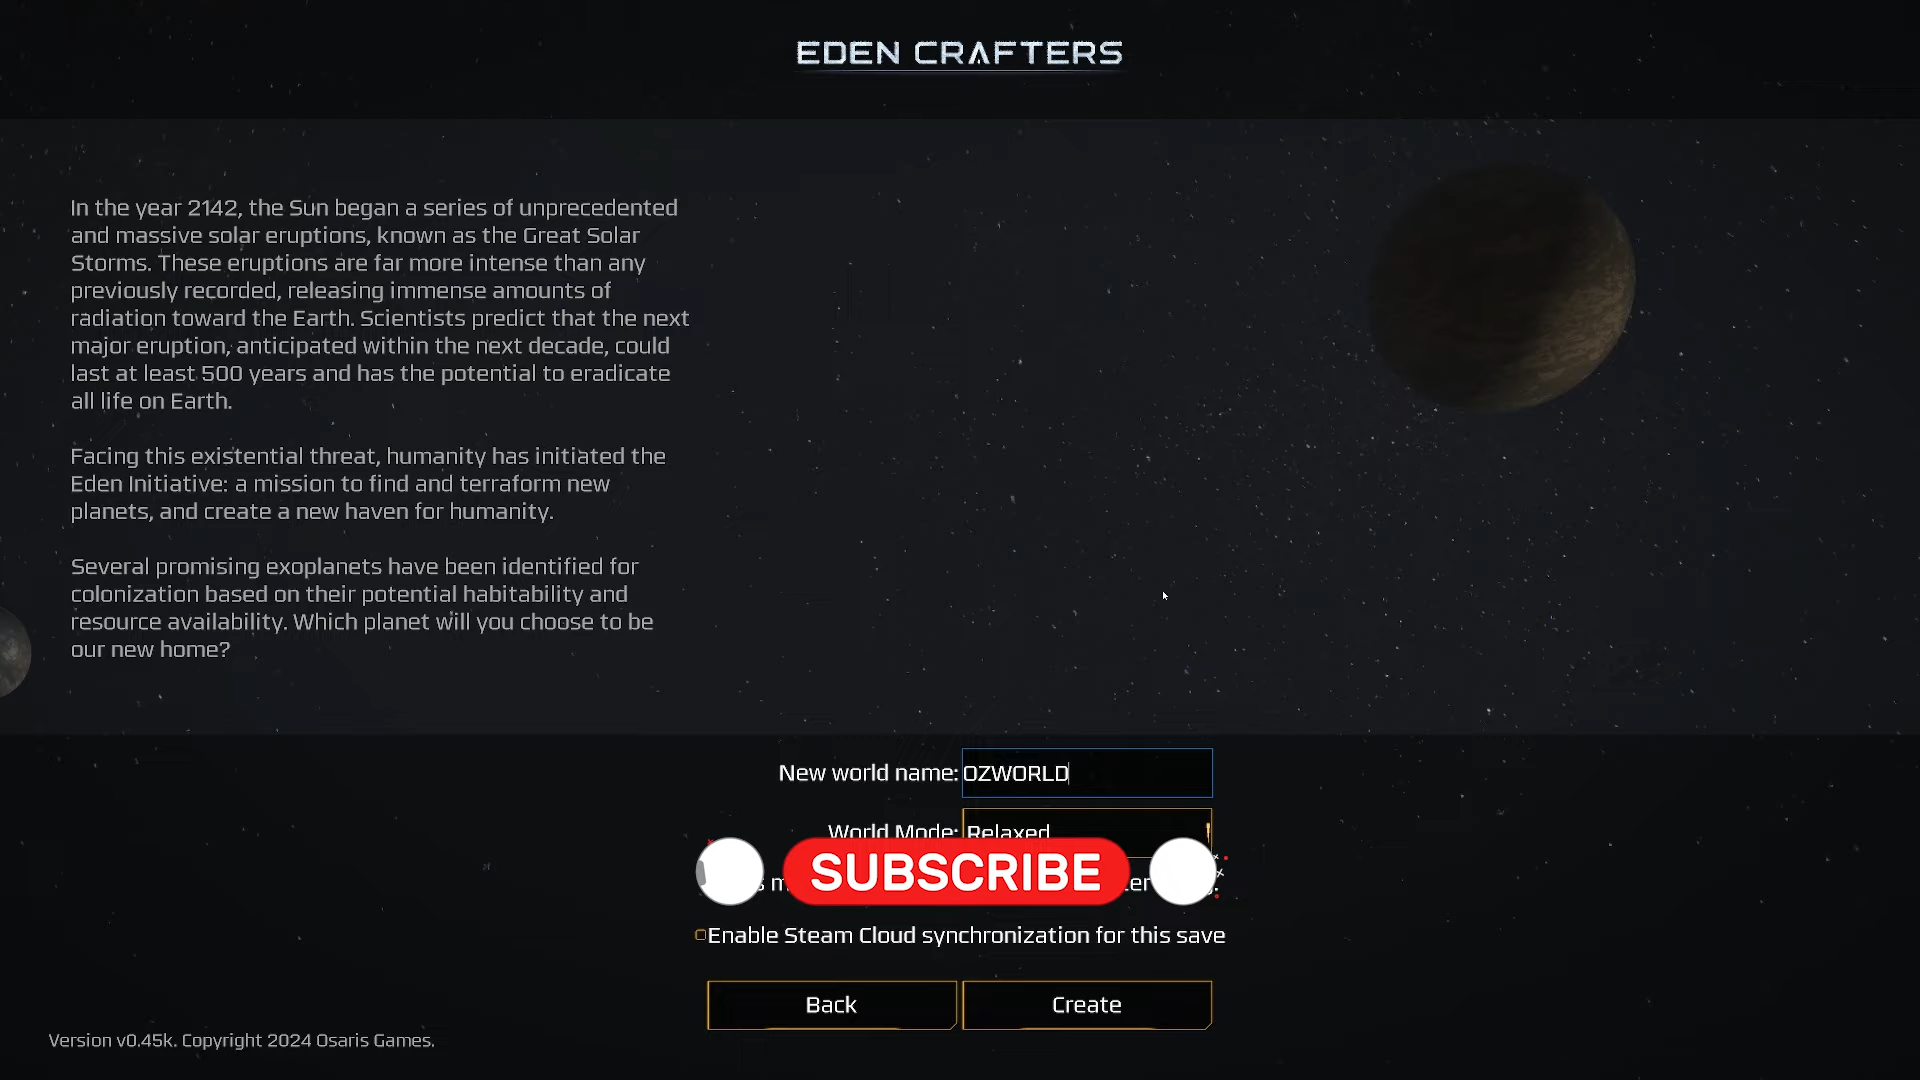 EDEN CRAFTERS
In the year 2142, the Sun began a series of unprecedented
and massive solar eruptions, known as the Great Solar
Storms. These eruptions are far more intense than any
previously recorded, releasing immense amounts of
radiation toward the Earth. Scientists predict that the next
major eruption, anticipated within the next decade, could
last at least 500 years and has the potential to eradicate
all life on Earth.
Facing this existential threat, humanity has initiated the
Eden Initiative: a mission to find and terraform new
planets, and create a new haven for humanity.
Several promising exoplanets have been identified for
colonization based on their potential habitability and
resource availability. Which planet will you choose to be
our new home?
New world name: OZWORLD
World Mode: Relaxed
SUBSCRIBE
Enable Steam Cloud synchronization for this save
Back Create
Version v0.45k. Copyright 2024 Osaris Games.